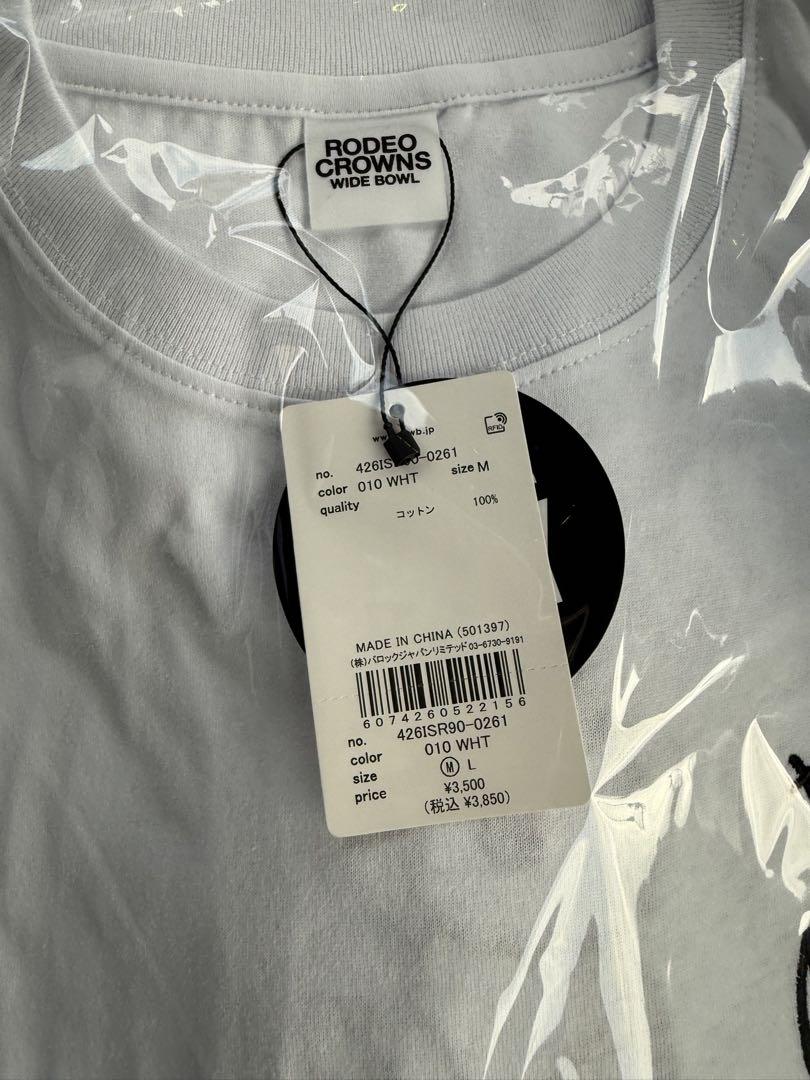 RODEO
CROWNS
WIDE BOWL
RFID
no. 426IS 0-0261
color 010 WHT size M
quality コットン 100%
MADE IN CHINA (501397)
(株)バロックジャパンリミテッド 03-6730-9191
6074260522156
no. 426ISR90-0261
color 010 WHT
size Ⓜ L
price ¥3,500
(税込 ¥3,850)